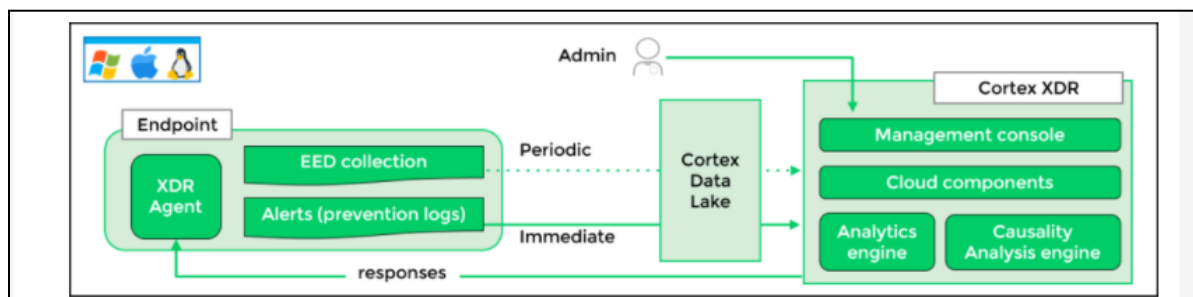 Admin
Cortex XDR
Endpoint
Management console
EED collection
Periodic
Cortex
Data
Lake
XDR
Agent
Cloud components
Alerts (prevention logs)
Immediate
Analytics
engine
Causality
Analysis engine
responses